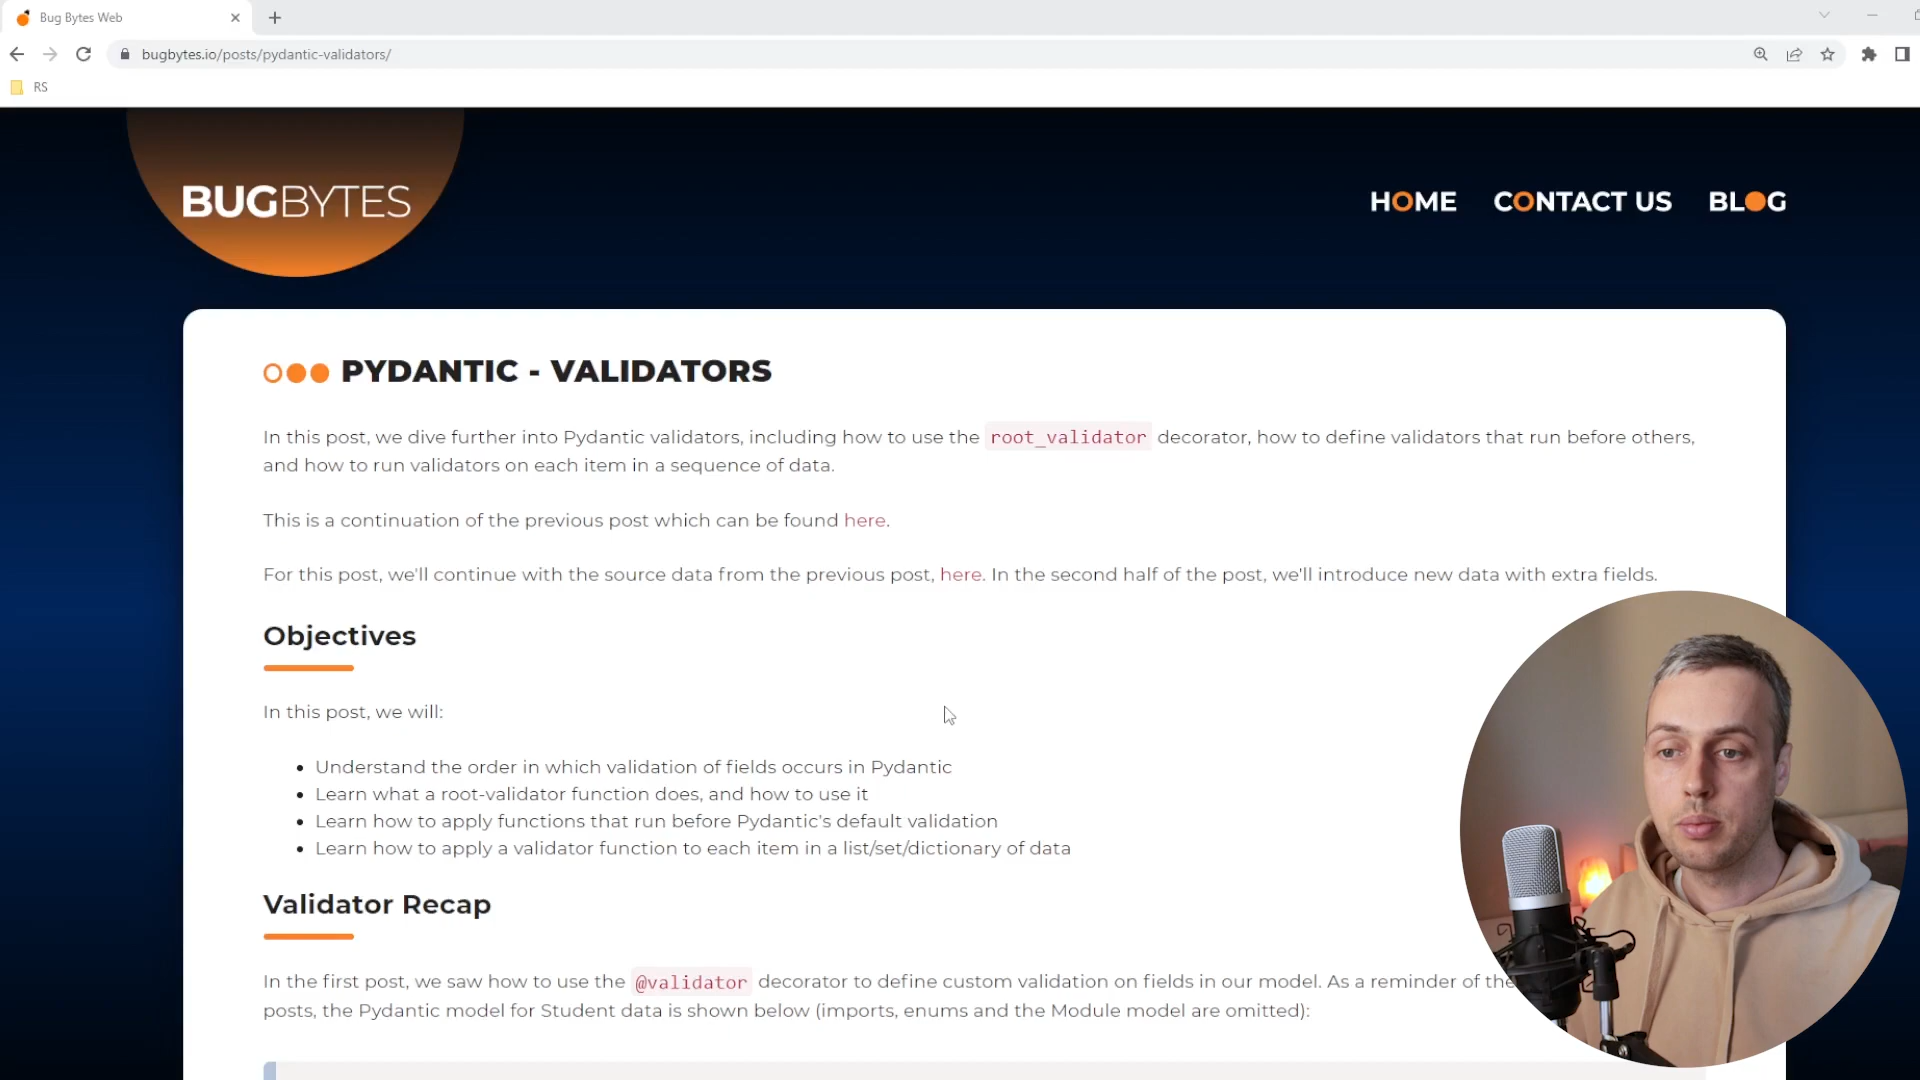 Bug Bytes Web
bugbytes.io/posts/pydantic-validators/
RS
BUGBYTES
HOME CONTACT US BLOG
PYDANTIC - VALIDATORS
In this post, we dive further into Pydantic validators, including how to use the root_validator decorator, how to define validators that run before others,
and how to run validators on each item in a sequence of data.
This is a continuation of the previous post which can be found here.
For this post, we'll continue with the source data from the previous post, here. In the second half of the post, we'll introduce new data with extra fields.
Objectives
In this post, we will:
• Understand the order in which validation of fields occurs in Pydantic
• Learn what a root-validator function does, and how to use it
• Learn how to apply functions that run before Pydantic's default validation
• Learn how to apply a validator function to each item in a list/set/dictionary of data
Validator Recap
In the first post, we saw how to use the @validator decorator to define custom validation on fields in our model. As a reminder of the
posts, the Pydantic model for Student data is shown below (imports, enums and the Module model are omitted):